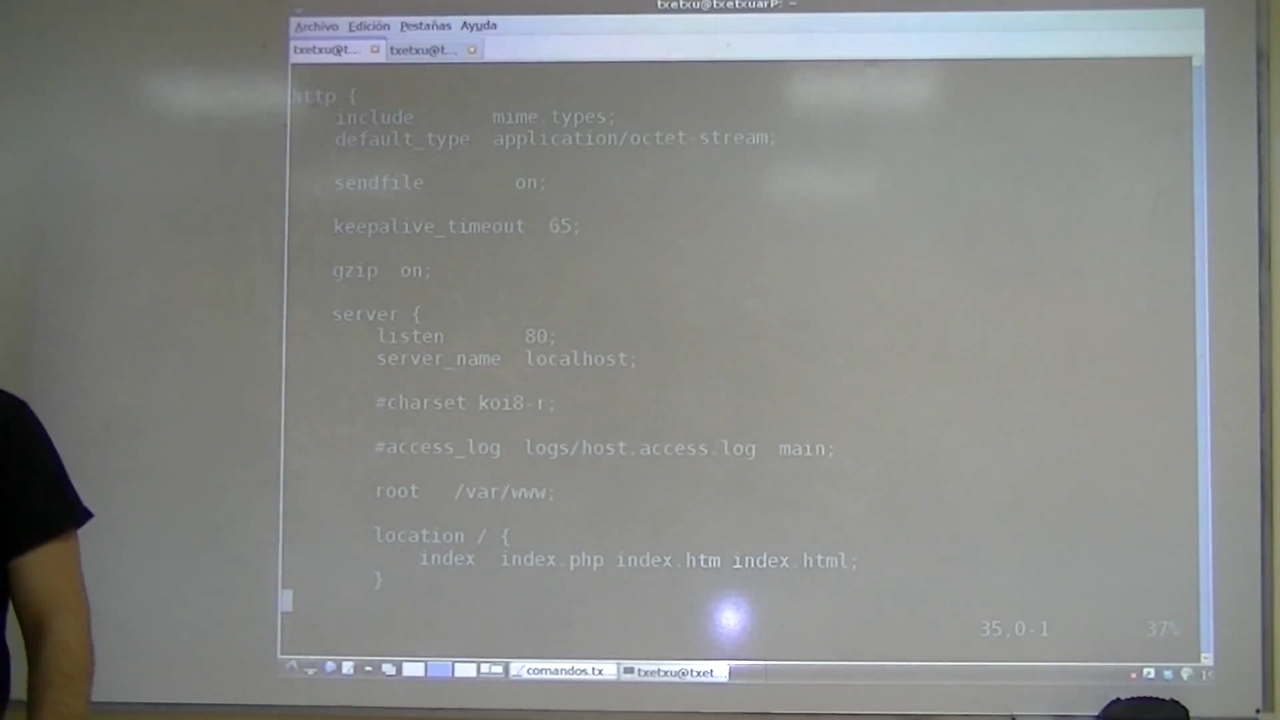 txetxu@txetxuarP: ~
Archivo Edición Pestañas Ayuda
txetxu@t... txetxu@t...
http {
include mime.types;
default_type application/octet-stream;
sendfile on;
keepalive_timeout 65;
gzip on;
server {
listen 80;
server_name localhost;
#charset koi8-r;
#access_log logs/host.access.log main;
root /var/www;
location / {
index index.php index.htm index.html;
}
35,0-1 37%
comandos.tx txetxu@txet...